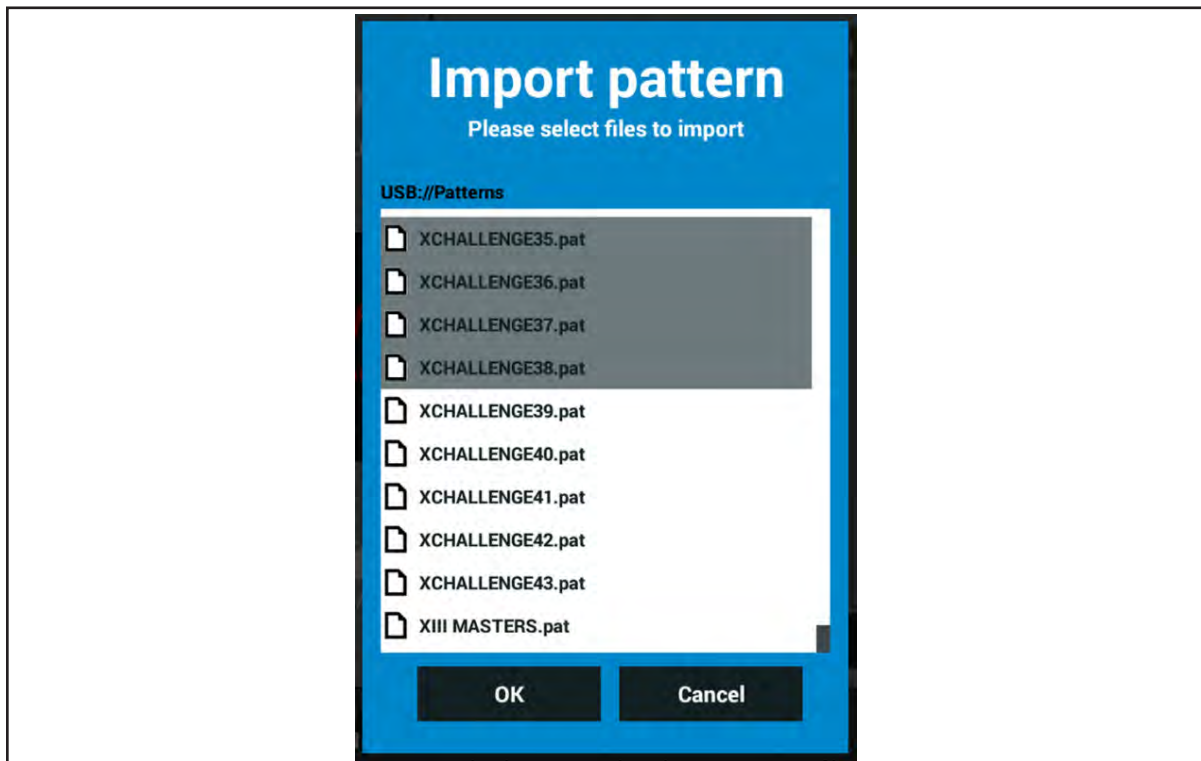 Import pattern
Please select files to import
USB://Patterns
XCHALLENGE35.pat
XCHALLENGE36.pat
XCHALLENGE37.pat
XCHALLENGE38.pat
XCHALLENGE39.pat
XCHALLENGE40.pat
XCHALLENGE41.pat
XCHALLENGE42.pat
XCHALLENGE43.pat
XIII MASTERS.pat
OK Cancel